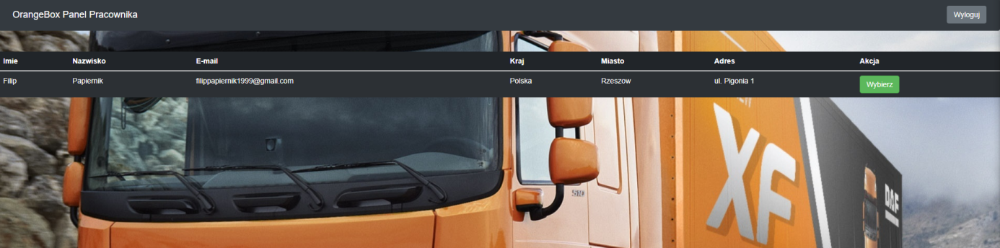 OrangeBox Panel Pracownika
Wyloguj
Imie Nazwisko E-mail Kraj Miasto Adres Akcja
Filip Papiernik filippapiernik1999@gmail.com Polska Rzeszow ul. Pigonia 1 Wybierz
XF
510
DAF